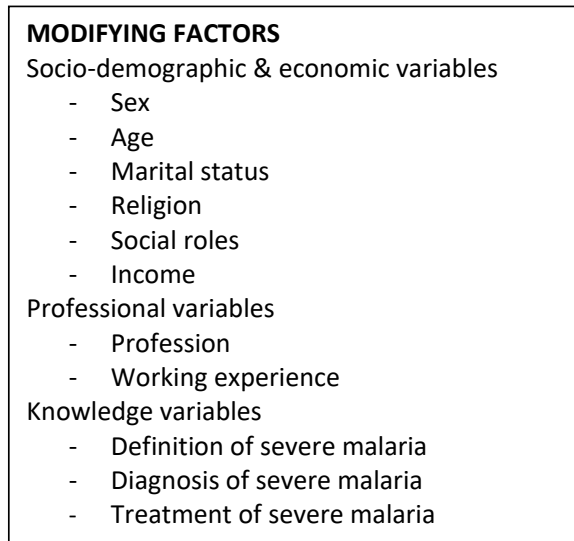 MODIFYING FACTORS
Socio-demographic & economic variables
- Sex
- Age
- Marital status
- Religion
- Social roles
- Income
Professional variables
- Profession
- Working experience
Knowledge variables
- Definition of severe malaria
- Diagnosis of severe malaria
- Treatment of severe malaria